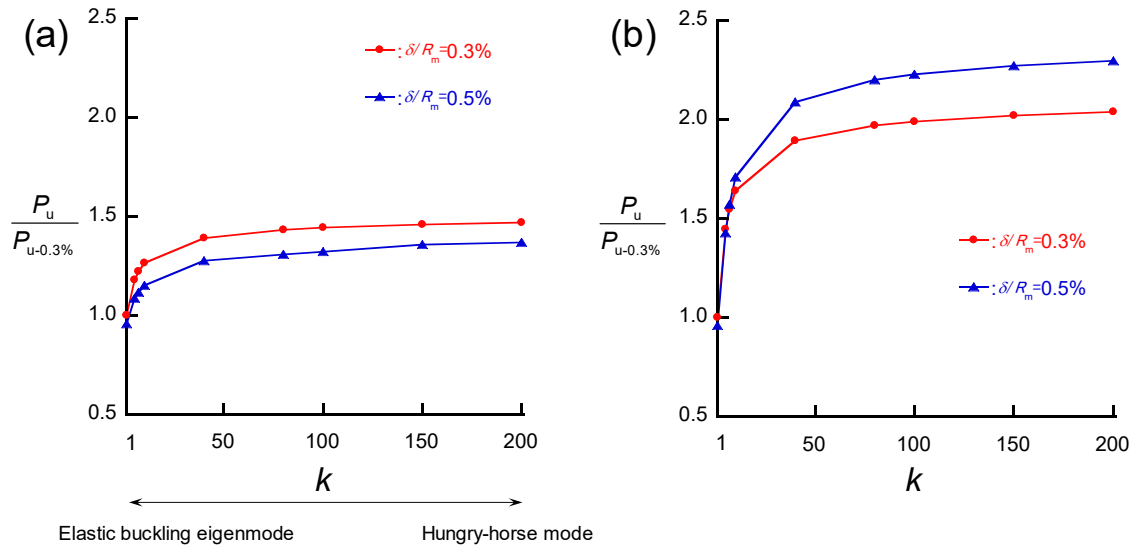 (a)
2.5
2.0
1.5
1.0
0.5
Pu
Pu-0.3%
: δ/Rm=0.3%
: δ/Rm=0.5%
1 50 100 150 200
k
Elastic buckling eigenmode Hungry-horse mode
(b)
2.5
2.0
1.5
1.0
0.5
Pu
Pu-0.3%
: δ/Rm=0.3%
: δ/Rm=0.5%
1 50 100 150 200
k